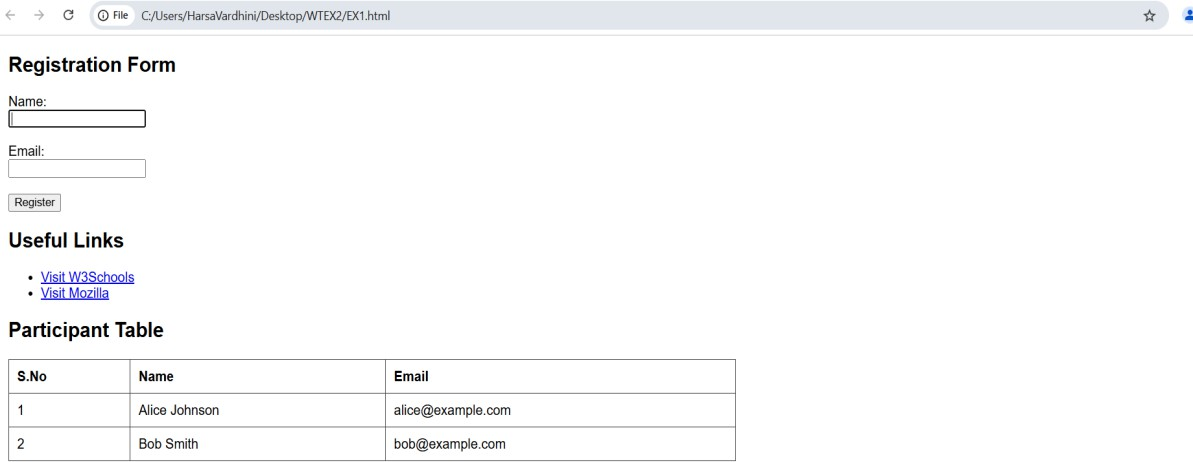 File C:/Users/HarsaVardhini/Desktop/WTEX2/EX1.html
Registration Form
Name:
Email:
Register
Useful Links
Visit W3Schools
Visit Mozilla
Participant Table
S.No Name Email
1 Alice Johnson alice@example.com
2 Bob Smith bob@example.com